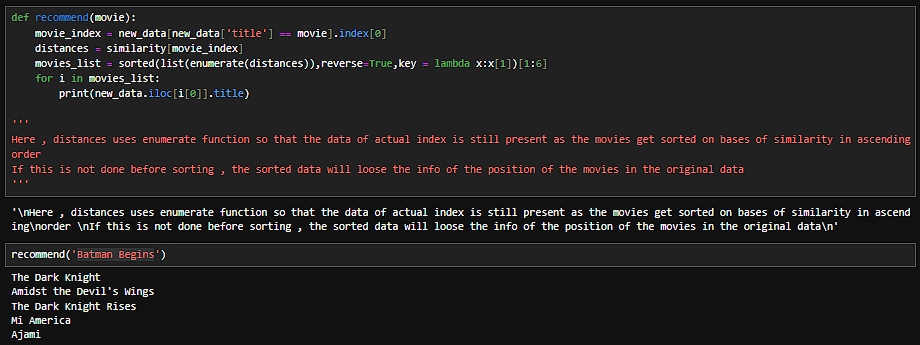 def recommend(movie):
    movie_index = new_data[new_data['title'] == movie].index[0]
    distances = similarity[movie_index]
    movies_list = sorted(list(enumerate(distances)),reverse=True,key = lambda x:x[1])[1:6]
    for i in movies_list:
        print(new_data.iloc[i[0]].title)
'''
Here , distances uses enumerate function so that the data of actual index is still present as the movies get sorted on bases of similarity in ascending
order
If this is not done before sorting , the sorted data will loose the info of the position of the movies in the original data
'''
'\nHere , distances uses enumerate function so that the data of actual index is still present as the movies get sorted on bases of similarity in ascend
ing\norder \nIf this is not done before sorting , the sorted data will loose the info of the position of the movies in the original data\n'
recommend('Batman Begins')
The Dark Knight
Amidst the Devil's Wings
The Dark Knight Rises
Mi America
Ajami